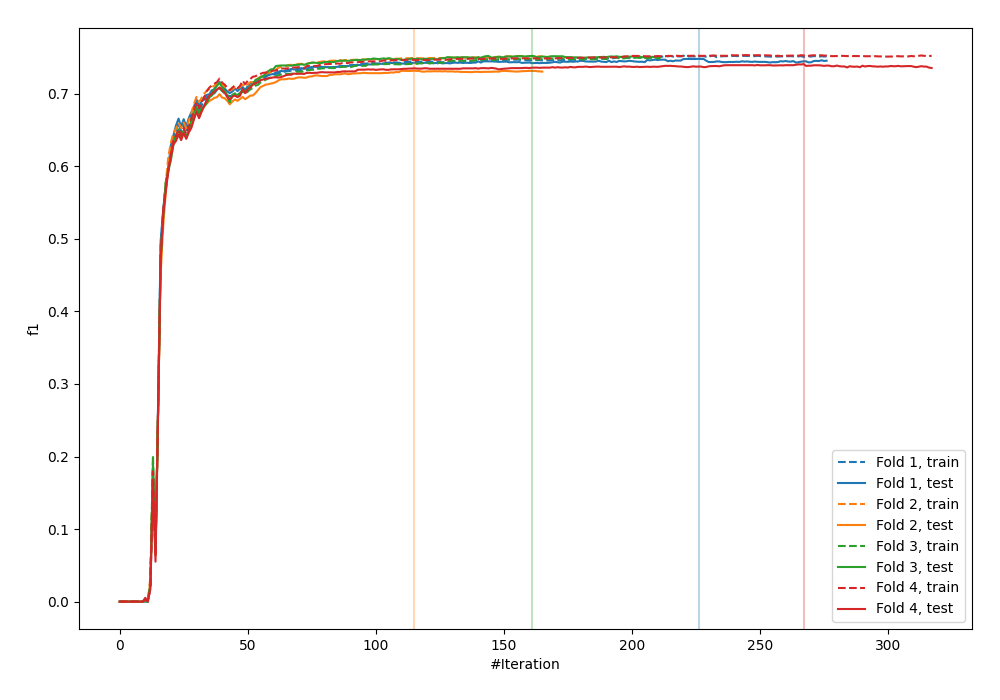 0.7
0.6
0.5
0.4
0.3
0.2
0.1
0.0
f1
0 50 100 150 200 250 300
#Iteration
Fold 1, train
Fold 1, test
Fold 2, train
Fold 2, test
Fold 3, train
Fold 3, test
Fold 4, train
Fold 4, test